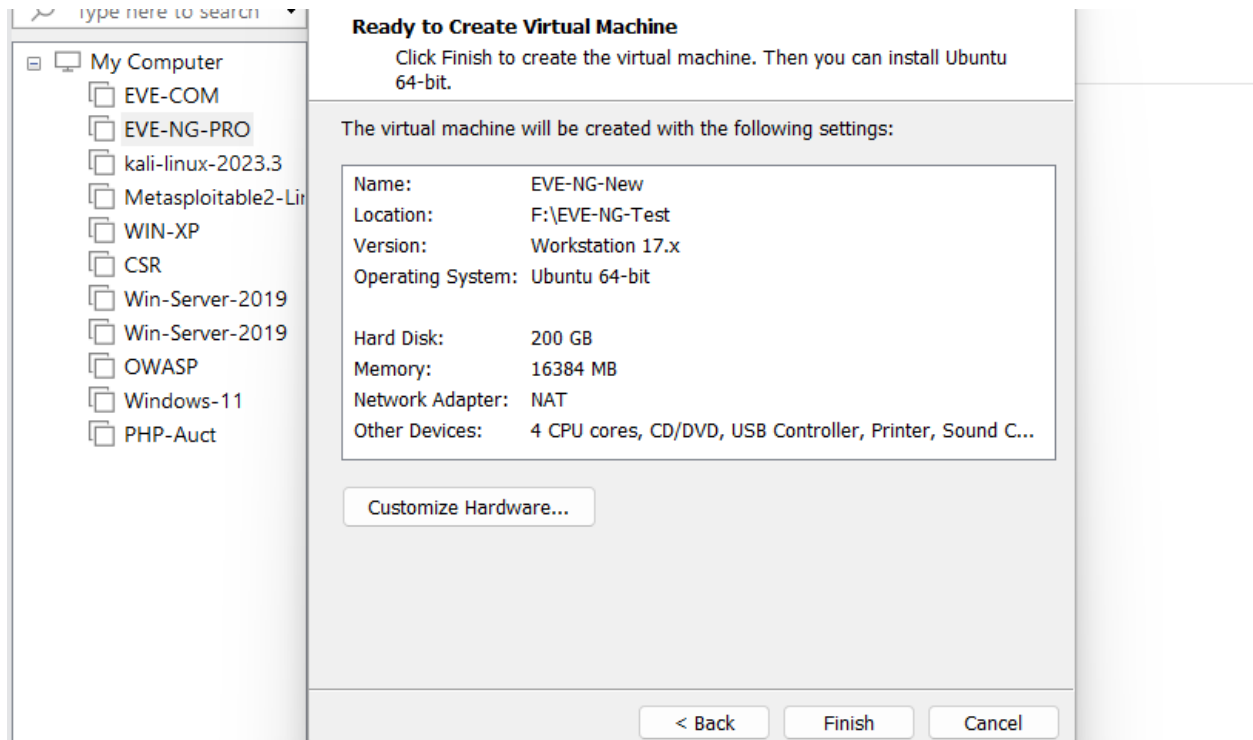 Type here to search
My Computer
EVE-COM
EVE-NG-PRO
kali-linux-2023.3
Metasploitable2-Lin
WIN-XP
CSR
Win-Server-2019
Win-Server-2019
OWASP
Windows-11
PHP-Auct
Ready to Create Virtual Machine
Click Finish to create the virtual machine. Then you can install Ubuntu
64-bit.
The virtual machine will be created with the following settings:
Name: EVE-NG-New
Location: F:\EVE-NG-Test
Version: Workstation 17.x
Operating System: Ubuntu 64-bit
Hard Disk: 200 GB
Memory: 16384 MB
Network Adapter: NAT
Other Devices: 4 CPU cores, CD/DVD, USB Controller, Printer, Sound C...
Customize Hardware...
< Back Finish Cancel